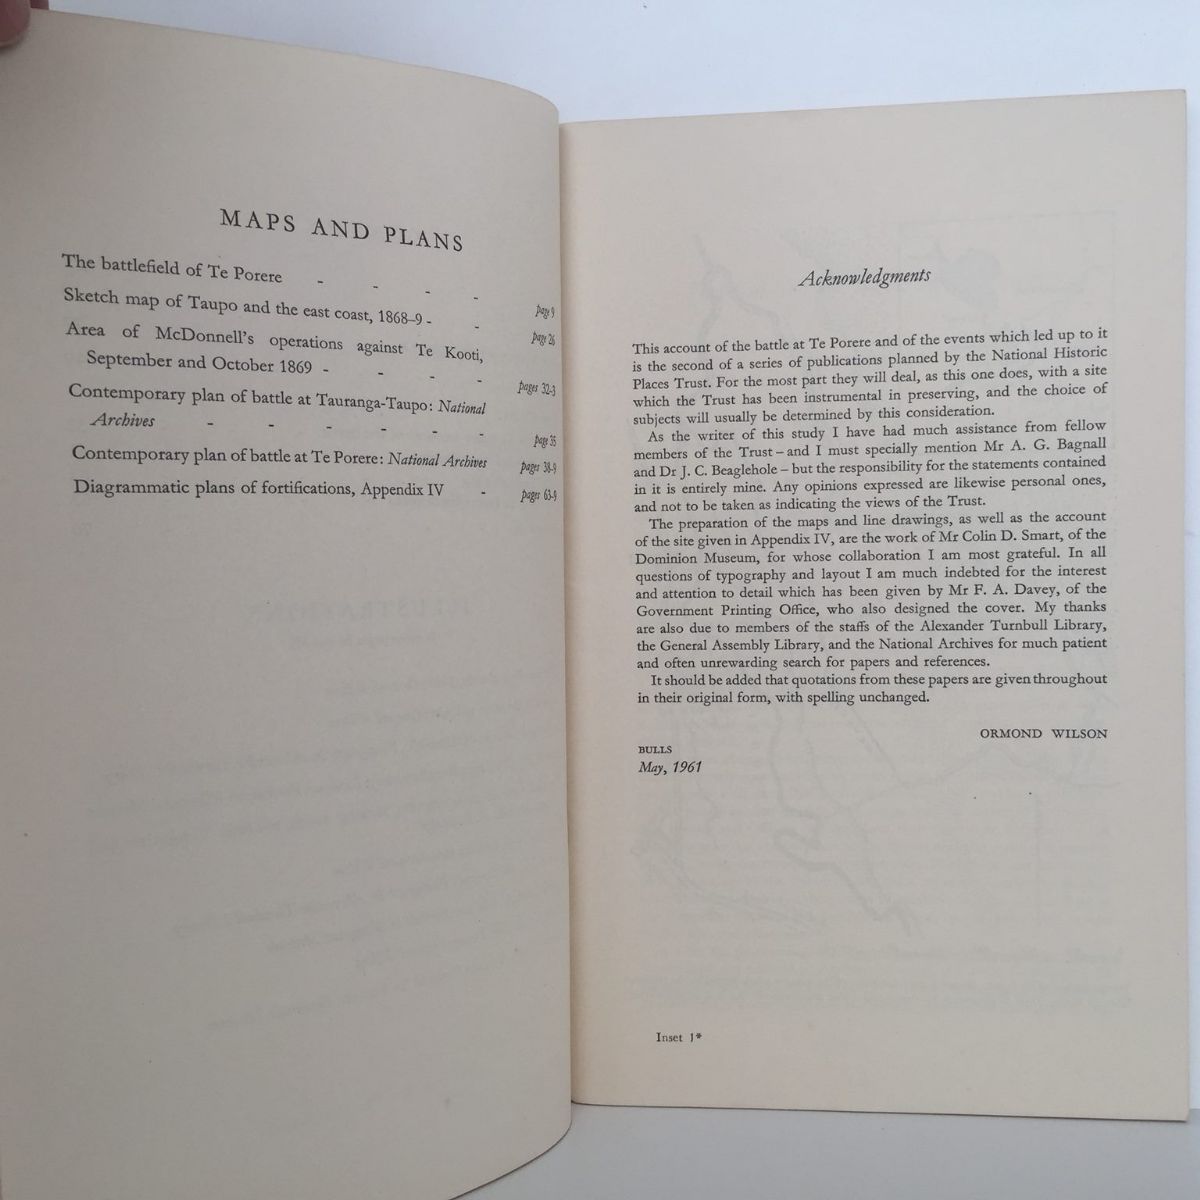 MAPS AND PLANS
The battlefield of Te Porere - - - - page 9
Sketch map of Taupo and the east coast, 1868–9 - - page 26
Area of McDonnell's operations against Te Kooti,
September and October 1869 - - - - pages 32-3
Contemporary plan of battle at Tauranga-Taupo: National
Archives - - - - - - page 35
Contemporary plan of battle at Te Porere: National Archives pages 38-9
Diagrammatic plans of fortifications, Appendix IV - pages 63-9
Acknowledgments
This account of the battle at Te Porere and of the events which led up to it
is the second of a series of publications planned by the National Historic
Places Trust. For the most part they will deal, as this one does, with a site
which the Trust has been instrumental in preserving, and the choice of
subjects will usually be determined by this consideration.
As the writer of this study I have had much assistance from fellow
members of the Trust – and I must specially mention Mr A. G. Bagnall
and Dr J. C. Beaglehole – but the responsibility for the statements contained
in it is entirely mine. Any opinions expressed are likewise personal ones,
and not to be taken as indicating the views of the Trust.
The preparation of the maps and line drawings, as well as the account
of the site given in Appendix IV, are the work of Mr Colin D. Smart, of the
Dominion Museum, for whose collaboration I am most grateful. In all
questions of typography and layout I am much indebted for the interest
and attention to detail which has been given by Mr F. A. Davey, of the
Government Printing Office, who also designed the cover. My thanks
are also due to members of the staffs of the Alexander Turnbull Library,
the General Assembly Library, and the National Archives for much patient
and often unrewarding search for papers and references.
It should be added that quotations from these papers are given throughout
in their original form, with spelling unchanged.
ORMOND WILSON
BULLS
May, 1961
Inset 1*